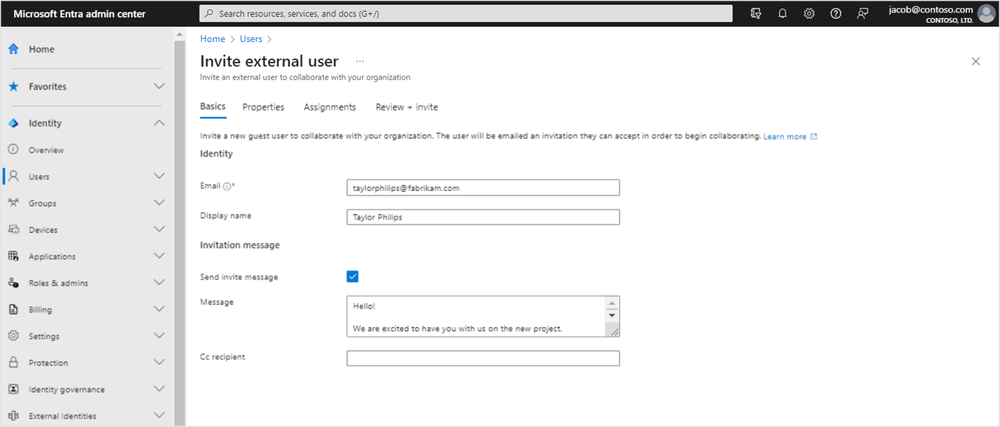 Microsoft Entra admin center
Search resources, services, and docs (G+/)
jacob@contoso.com
CONTOSO, LTD.
Home
Favorites
Identity
Overview
Users
Groups
Devices
Applications
Roles & admins
Billing
Settings
Protection
Identity governance
External Identities
Home > Users >
Invite external user ...
Invite an external user to collaborate with your organization
Basics Properties Assignments Review + invite
Invite a new guest user to collaborate with your organization. The user will be emailed an invitation they can accept in order to begin collaborating. Learn more
Identity
Email * taylorphilips@fabrikam.com
Display name Taylor Philips
Invitation message
Send invite message
Message Hello!
We are excited to have you with us on the new project.
Cc recipient